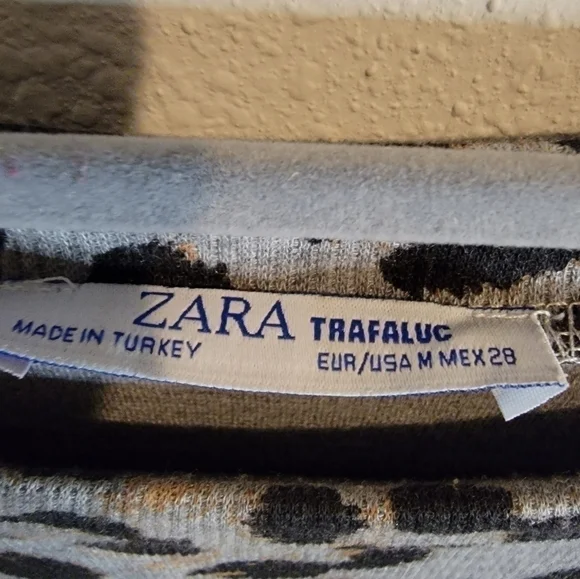 ZARA TRAFALUC
MADE IN TURKEY
EUR/USA M MEX 28